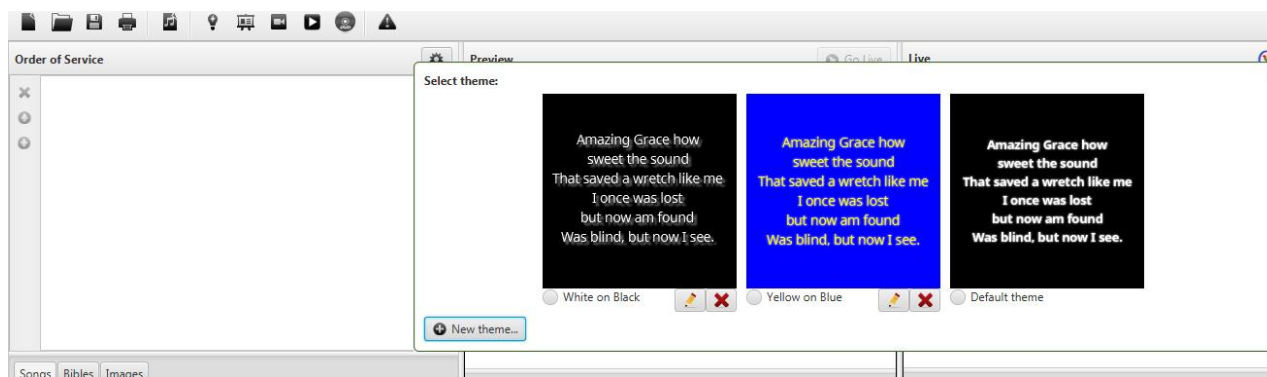 Order of Service
Preview
Go Live
Live
Select theme:
Amazing Grace how
sweet the sound
That saved a wretch like me
I once was lost
but now am found
Was blind, but now I see.
Amazing Grace how
sweet the sound
That saved a wretch like me
I once was lost
but now am found
Was blind, but now I see.
Amazing Grace how
sweet the sound
That saved a wretch like me
I once was lost
but now am found
Was blind, but now I see.
White on Black
Yellow on Blue
Default theme
New theme...
Songs Bibles Images